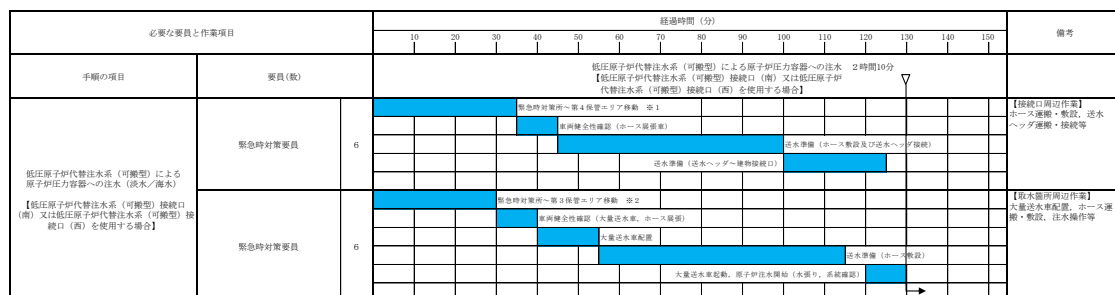 必要な要員と作業項目
経過時間（分）
備考
10 20 30 40 50 60 70 80 90 100 110 120 130 140 150
手順の項目
要員(数)
低圧原子炉代替注水系（可搬型）による原子炉圧力容器への注水　２時間10分
【低圧原子炉代替注水系（可搬型）接続口（南）又は低圧原子炉
代替注水系（可搬型）接続口（西）を使用する場合】
低圧原子炉代替注水系（可搬型）による
原子炉圧力容器への注水（淡水／海水）
【低圧原子炉代替注水系（可搬型）接続口
（南）又は低圧原子炉代替注水系（可搬型）接
続口（西）を使用する場合】
緊急時対策要員
6
緊急時対策所～第４保管エリア移動　※１
車両健全性確認（ホース展張車）
送水準備（ホース敷設及び送水ヘッダ接続）
送水準備（送水ヘッダ～建物接続口）
【接続口周辺作業】
ホース運搬・敷設，送水
ヘッダ運搬・接続等
緊急時対策要員
6
緊急時対策所～第３保管エリア移動　※２
車両健全性確認（大量送水車，ホース展張）
大量送水車配置
送水準備（ホース敷設）
大量送水車起動，原子炉注水開始（水張り，系統確認）
【取水箇所周辺作業】
大量送水車配置，ホース運
搬・敷設，注水操作等